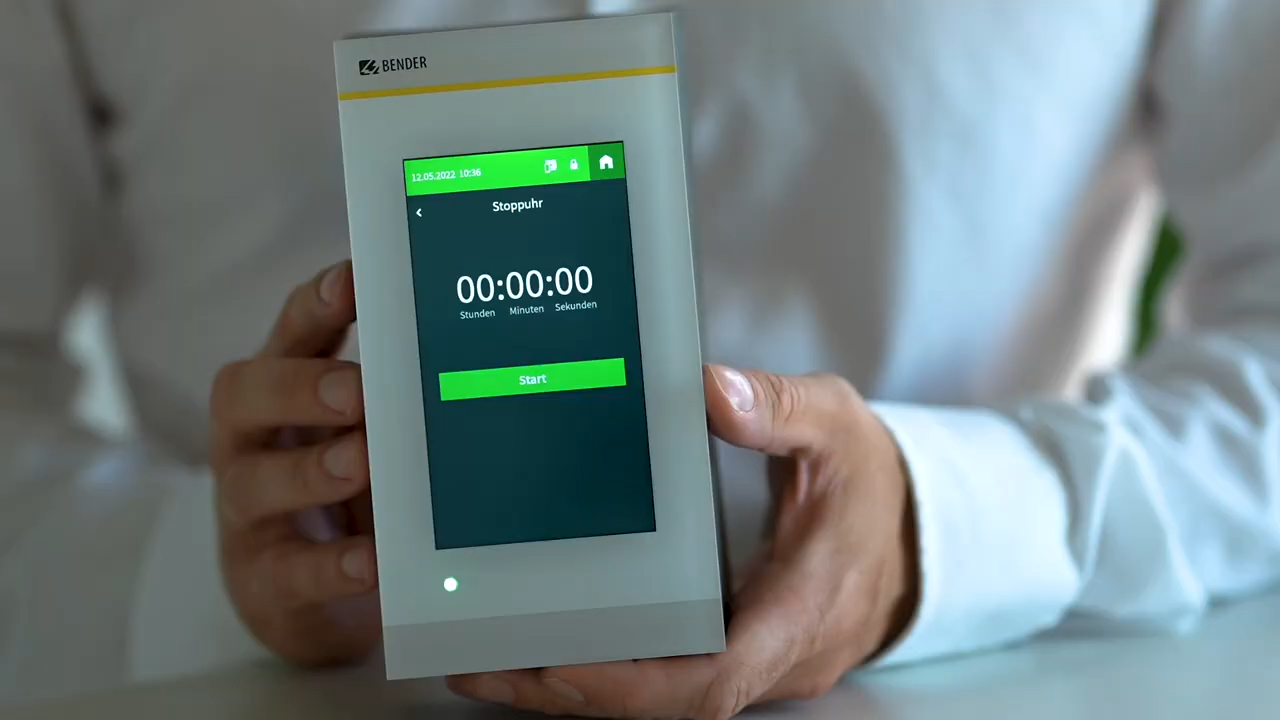 BENDER
12.05.2022 10:36
Stoppuhr
00:00:00
Stunden Minuten Sekunden
Start